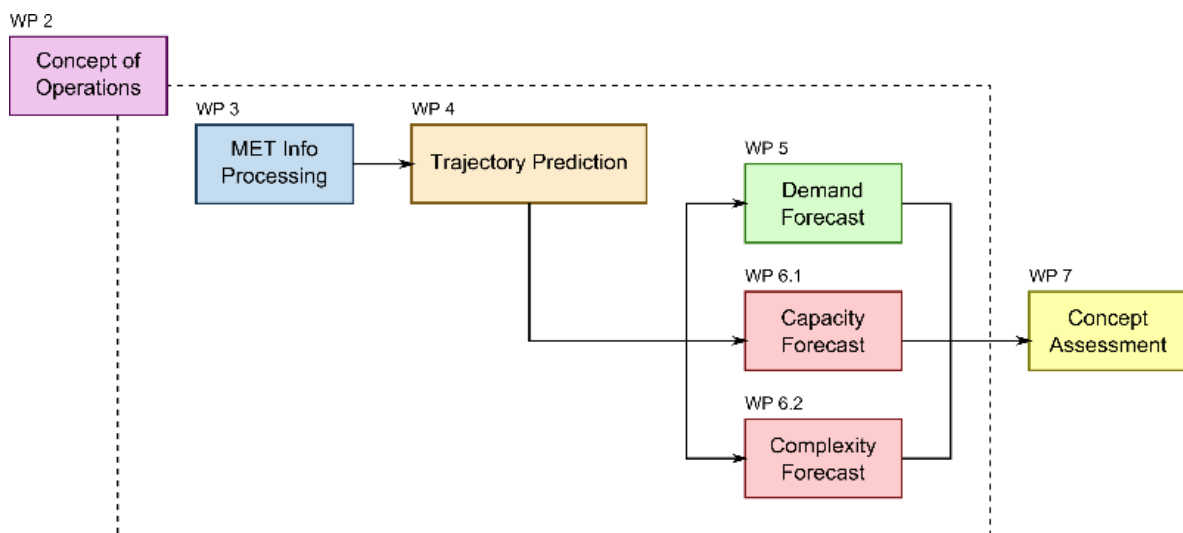 WP 2
Concept of
Operations
WP 3
MET Info
Processing
WP 4
Trajectory Prediction
WP 5
Demand
Forecast
WP 6.1
Capacity
Forecast
WP 6.2
Complexity
Forecast
WP 7
Concept
Assessment